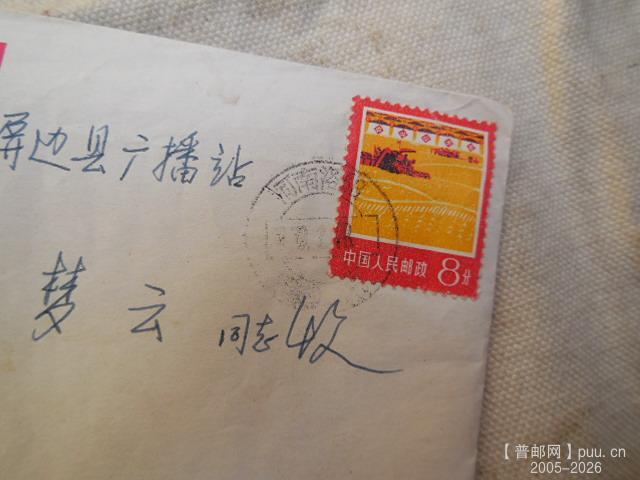 屏边县广播站
中国人民邮政 8分
梦云 同志收
【普邮网】puu.cn
2005-2026